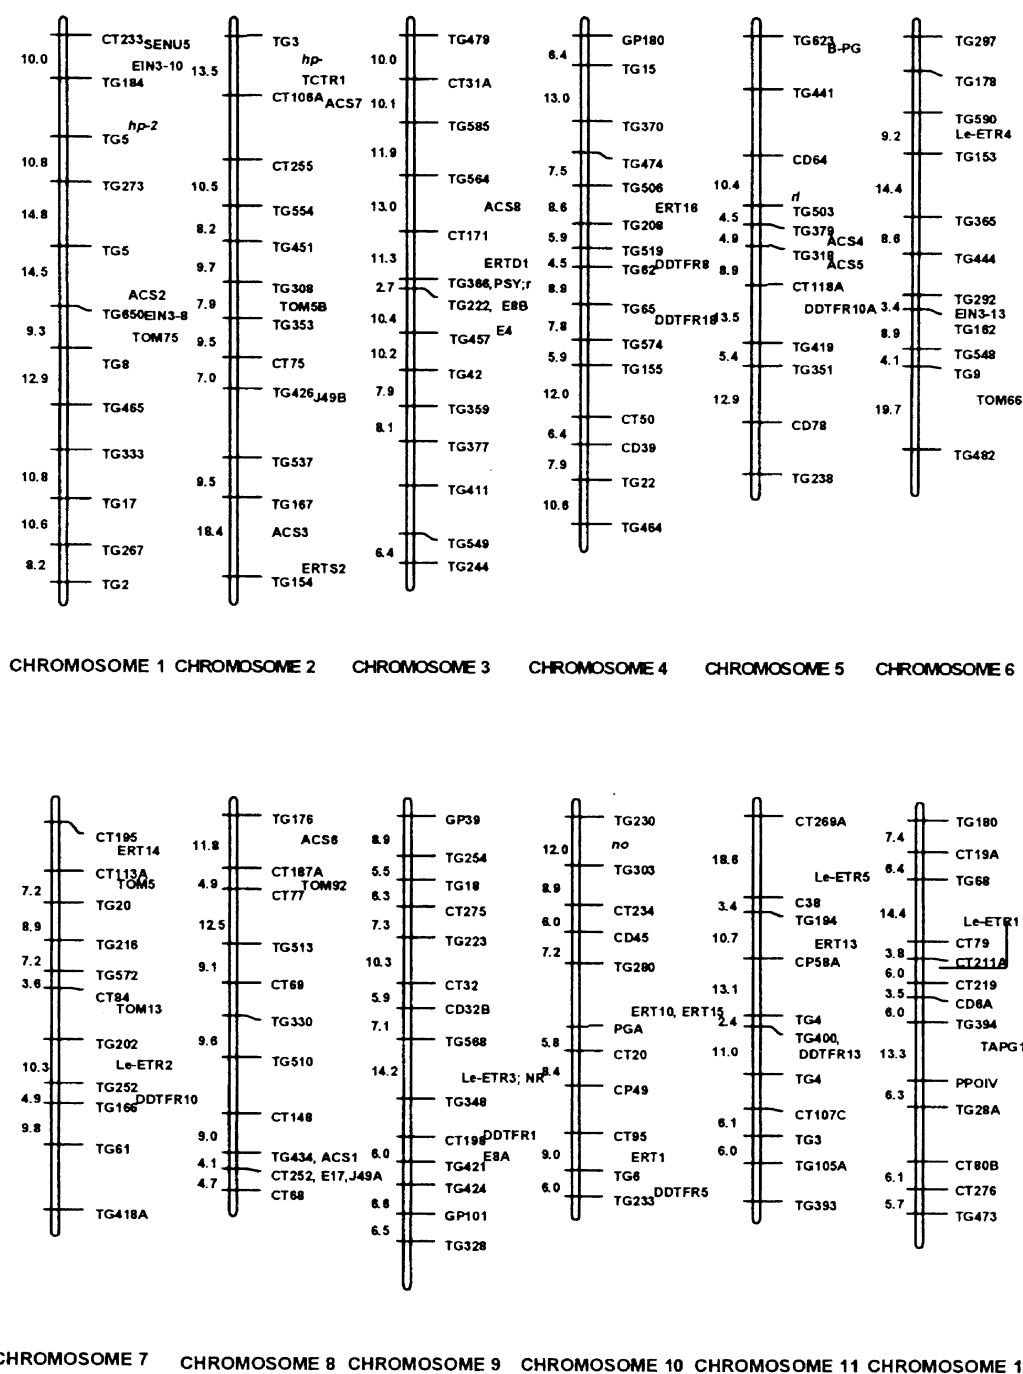 CT233 SENU5
10.0
EIN3-10
TG184
hp-2
TG5
10.8
TG273
14.8
TG5
14.5
ACS2
TG650 EIN3-8
9.3
TOM75
TG8
12.9
TG465
TG333
10.8
TG17
10.6
TG267
8.2
TG2
CHROMOSOME 1
TG3
hp-
13.5
TCTR1
CT106A ACS7
CT255
10.5
TG554
8.2
TG451
9.7
TG308
7.9
TOM5B
TG353
9.5
CT75
7.0
TG426 J49B
TG537
9.5
TG167
18.4
ACS3
ERTS2
TG154
CHROMOSOME 2
TG479
10.0
CT31A
10.1
TG585
11.9
TG564
13.0
ACS8
CT171
11.3
ERTD1
TG366, PSY; r
2.7
TG222, E8B
10.4
E4
TG457
10.2
TG42
7.9
TG359
8.1
TG377
TG411
TG549
6.4
TG244
CHROMOSOME 3
GP180
6.4
TG15
13.0
TG370
TG474
7.5
TG506
8.6
ERT16
TG208
5.9
TG519
4.5
TG62 DDTFR8
8.9
TG65
7.8
DDTFR18
TG574
5.9
TG155
12.0
CT50
6.4
CD39
7.9
TG22
10.6
TG464
CHROMOSOME 4
TG623
B-PG
TG441
CD64
10.4
rl
TG503
4.5
TG379
4.9
ACS4
TG318
ACS5
8.9
CT118A
DDTFR10A
13.5
TG419
5.4
TG351
12.9
CD78
TG238
CHROMOSOME 5
TG297
TG178
TG590
9.2
Le-ETR4
TG153
14.4
TG365
8.6
TG444
TG292
3.4
EIN3-13
TG162
8.9
TG548
4.1
TG9
19.7
TOM66
TG482
CHROMOSOME 6
CT195
ERT14
CT113A
TOM5
7.2
TG20
8.9
TG216
7.2
TG572
3.6
CT84
TOM13
TG202
10.3
Le-ETR2
TG252
4.9
TG166 DDTFR10
9.8
TG61
TG418A
CHROMOSOME 7
TG176
ACS6
11.8
CT187A
4.9
TOM92
CT77
12.5
TG513
9.1
CT69
TG330
9.6
TG510
CT148
9.0
TG434, ACS1
4.1
CT252, E17, J49A
4.7
CT68
CHROMOSOME 8
GP39
8.9
TG254
5.5
TG18
6.3
CT275
7.3
TG223
10.3
CT32
5.9
CD32B
7.1
TG568
14.2
Le-ETR3; NR
TG348
CT198 DDTFR1
6.0
E8A
TG421
TG424
6.6
GP101
6.5
TG328
CHROMOSOME 9
TG230
12.0
no
TG303
8.9
CT234
6.0
CD45
7.2
TG280
ERT10, ERT15
PGA
5.8
CT20
8.4
CP49
CT95
9.0
ERT1
TG6
6.0
DDTFR5
TG233
CHROMOSOME 10
CT269A
18.6
Le-ETR5
C38
3.4
TG194
10.7
ERT13
CP58A
13.1
TG4
2.4
TG400,
11.0
DDTFR13
TG4
CT107C
6.1
TG3
6.0
TG105A
TG393
CHROMOSOME 11
TG180
7.4
CT19A
6.4
TG68
14.4
Le-ETR1
CT79
3.8
CT211A
6.0
CT219
3.5
CD6A
6.0
TG394
TAPG1
13.3
PPOIV
6.3
TG28A
CT80B
6.1
CT276
5.7
TG473
CHROMOSOME 1